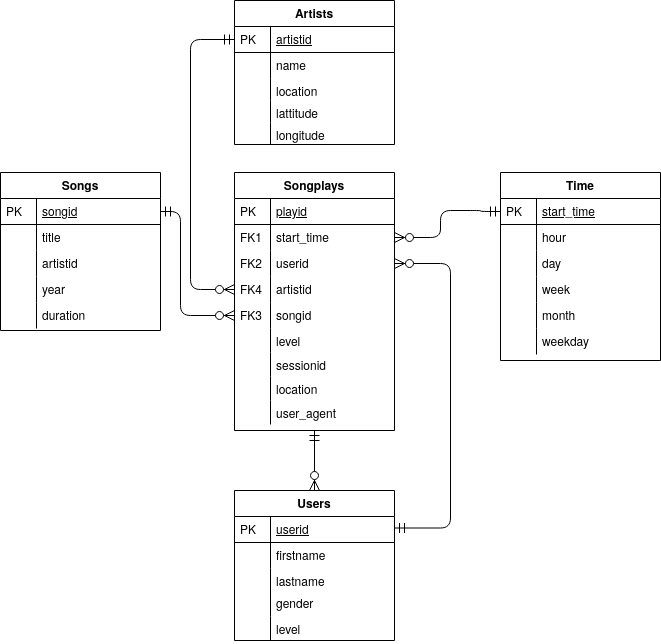 Artists
PK artistid
name
location
lattitude
longitude
Songs
PK songid
title
artistid
year
duration
Songplays
PK playid
FK1 start_time
FK2 userid
FK4 artistid
FK3 songid
level
sessionid
location
user_agent
Time
PK start_time
hour
day
week
month
weekday
Users
PK userid
firstname
lastname
gender
level